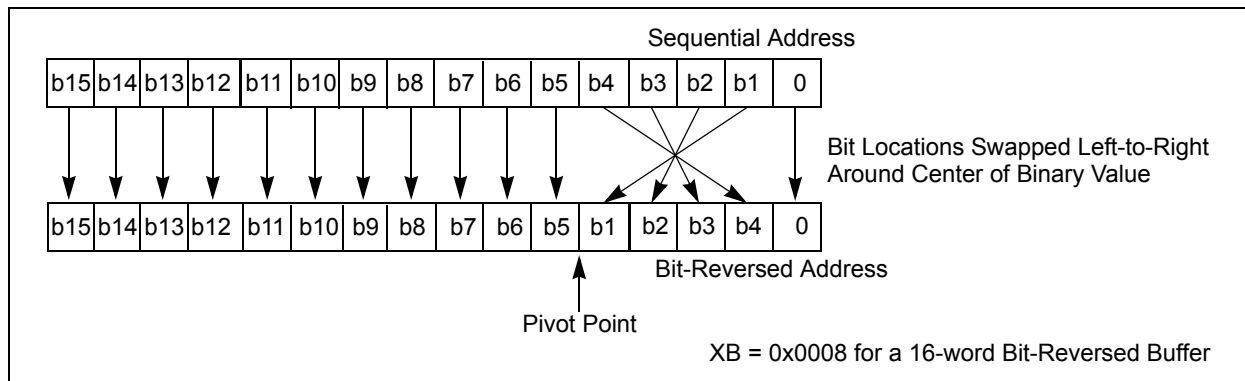 Sequential Address
b15 b14 b13 b12 b11 b10 b9 b8 b7 b6 b5 b4 b3 b2 b1 0
Bit Locations Swapped Left-to-Right
Around Center of Binary Value
b15 b14 b13 b12 b11 b10 b9 b8 b7 b6 b5 b1 b2 b3 b4 0
Bit-Reversed Address
Pivot Point
XB = 0x0008 for a 16-word Bit-Reversed Buffer